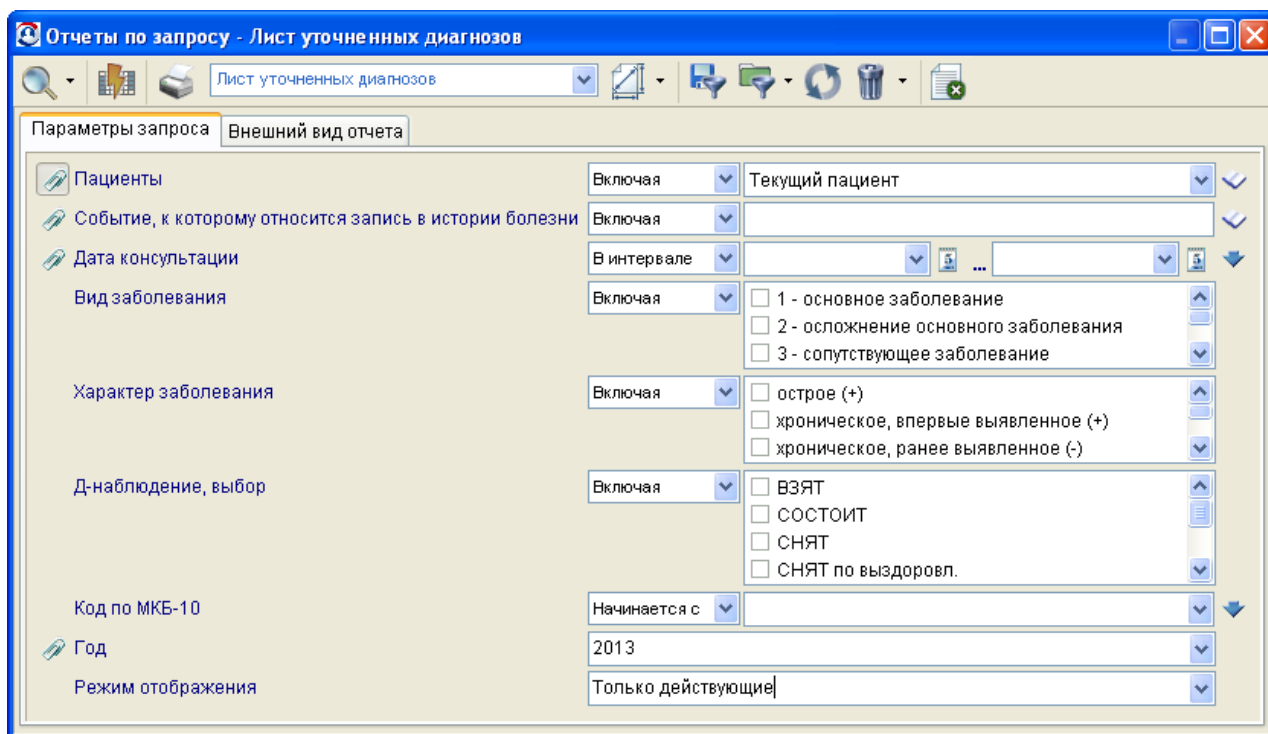 Отчеты по запросу - Лист уточненных диагнозов
Лист уточненных диагнозов
Параметры запроса Внешний вид отчета
Пациенты Включая Текущий пациент
Событие, к которому относится запись в истории болезни Включая
Дата консультации В интервале 5 ... 5
Вид заболевания Включая 1 - основное заболевание
2 - осложнение основного заболевания
3 - сопутствующее заболевание
Характер заболевания Включая острое (+)
хроническое, впервые выявленное (+)
хроническое, ранее выявленное (-)
Д-наблюдение, выбор Включая ВЗЯТ
СОСТОИТ
СНЯТ
СНЯТ по выздоровл.
Код по МКБ-10 Начинается с
Год 2013
Режим отображения Только действующие